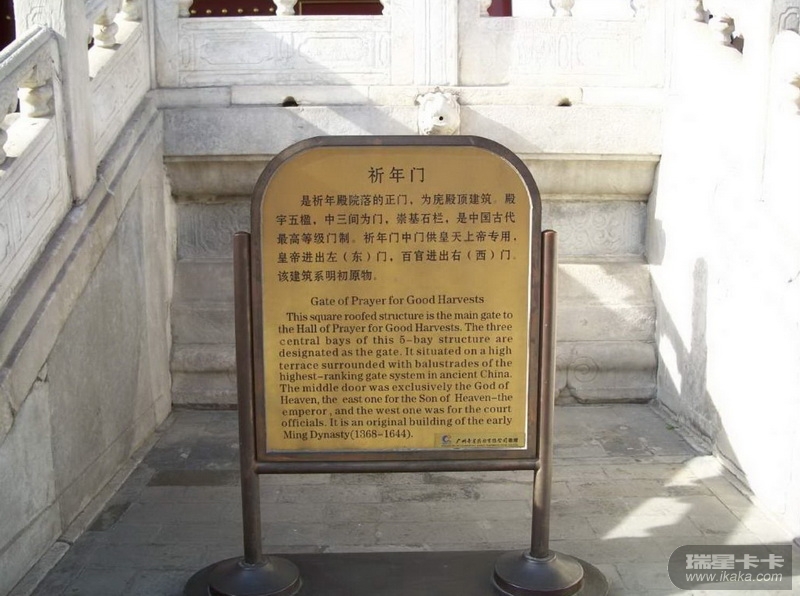 祈年门
是祈年殿院落的正门，为庑殿顶建筑。殿
宇五楹，中三间为门，崇基石栏，是中国古代
最高等级门制。祈年门中门供皇天上帝专用，
皇帝进出左（东）门，百官进出右（西）门。
该建筑系明初原物。
Gate of Prayer for Good Harvests
This square roofed structure is the main gate to
the Hall of Prayer for Good Harvests. The three
central bays of this 5-bay structure are
designated as the gate. It situated on a high
terrace surrounded with balustrades of the
highest-ranking gate system in ancient China.
The middle door was exclusively the God of
Heaven, the east one for the Son of Heaven-the
emperor, and the west one was for the court
officials. It is an original building of the early
Ming Dynasty(1368-1644).
瑞星卡卡
www.ikaka.com